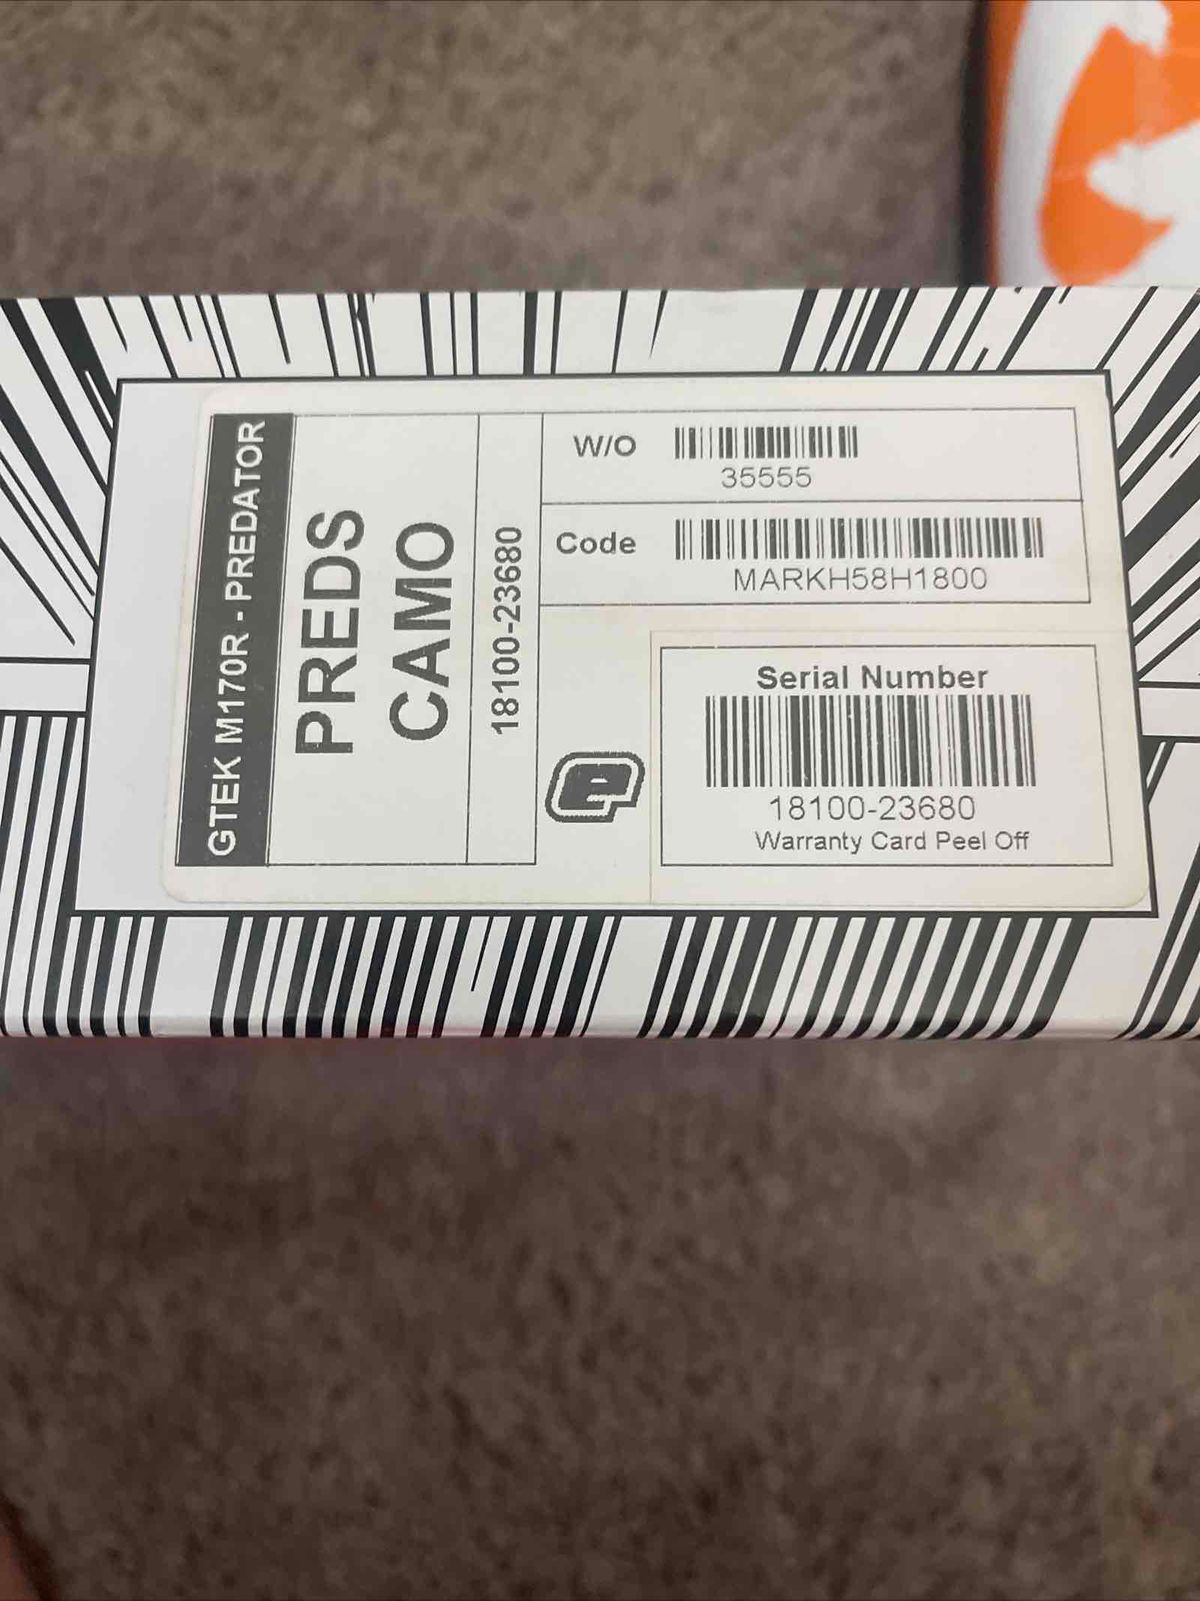 GTEK M170R - PREDATOR
PREDS
CAMO
18100-23680
W/O
35555
Code
MARKH58H1800
e
Serial Number
18100-23680
Warranty Card Peel Off